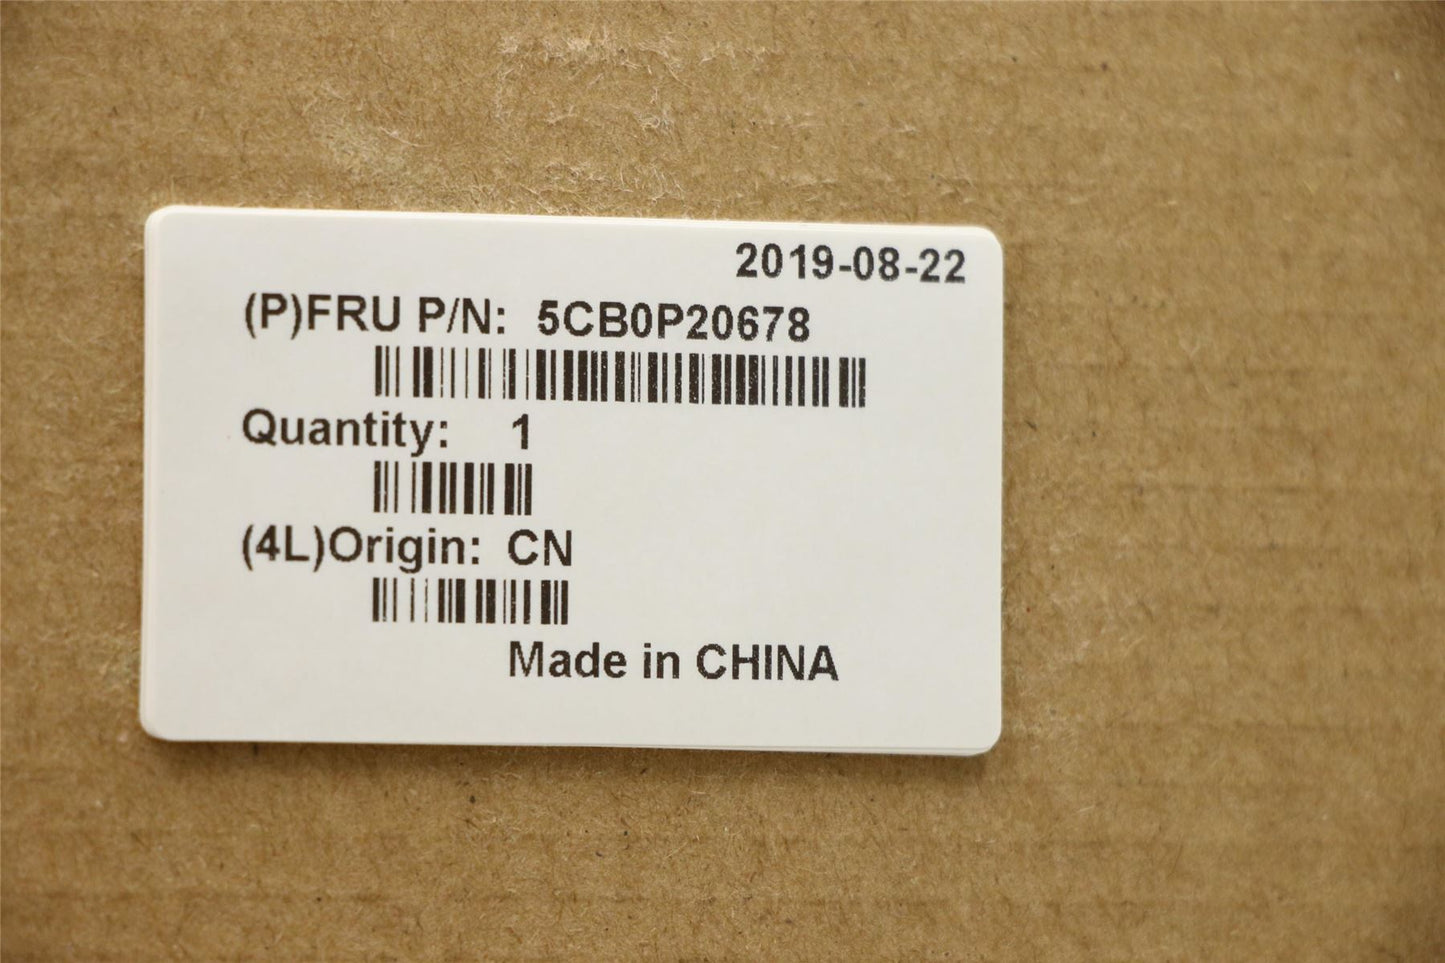 2019-08-22
(P)FRU P/N: 5CB0P20678
Quantity: 1
(4L)Origin: CN
Made in CHINA